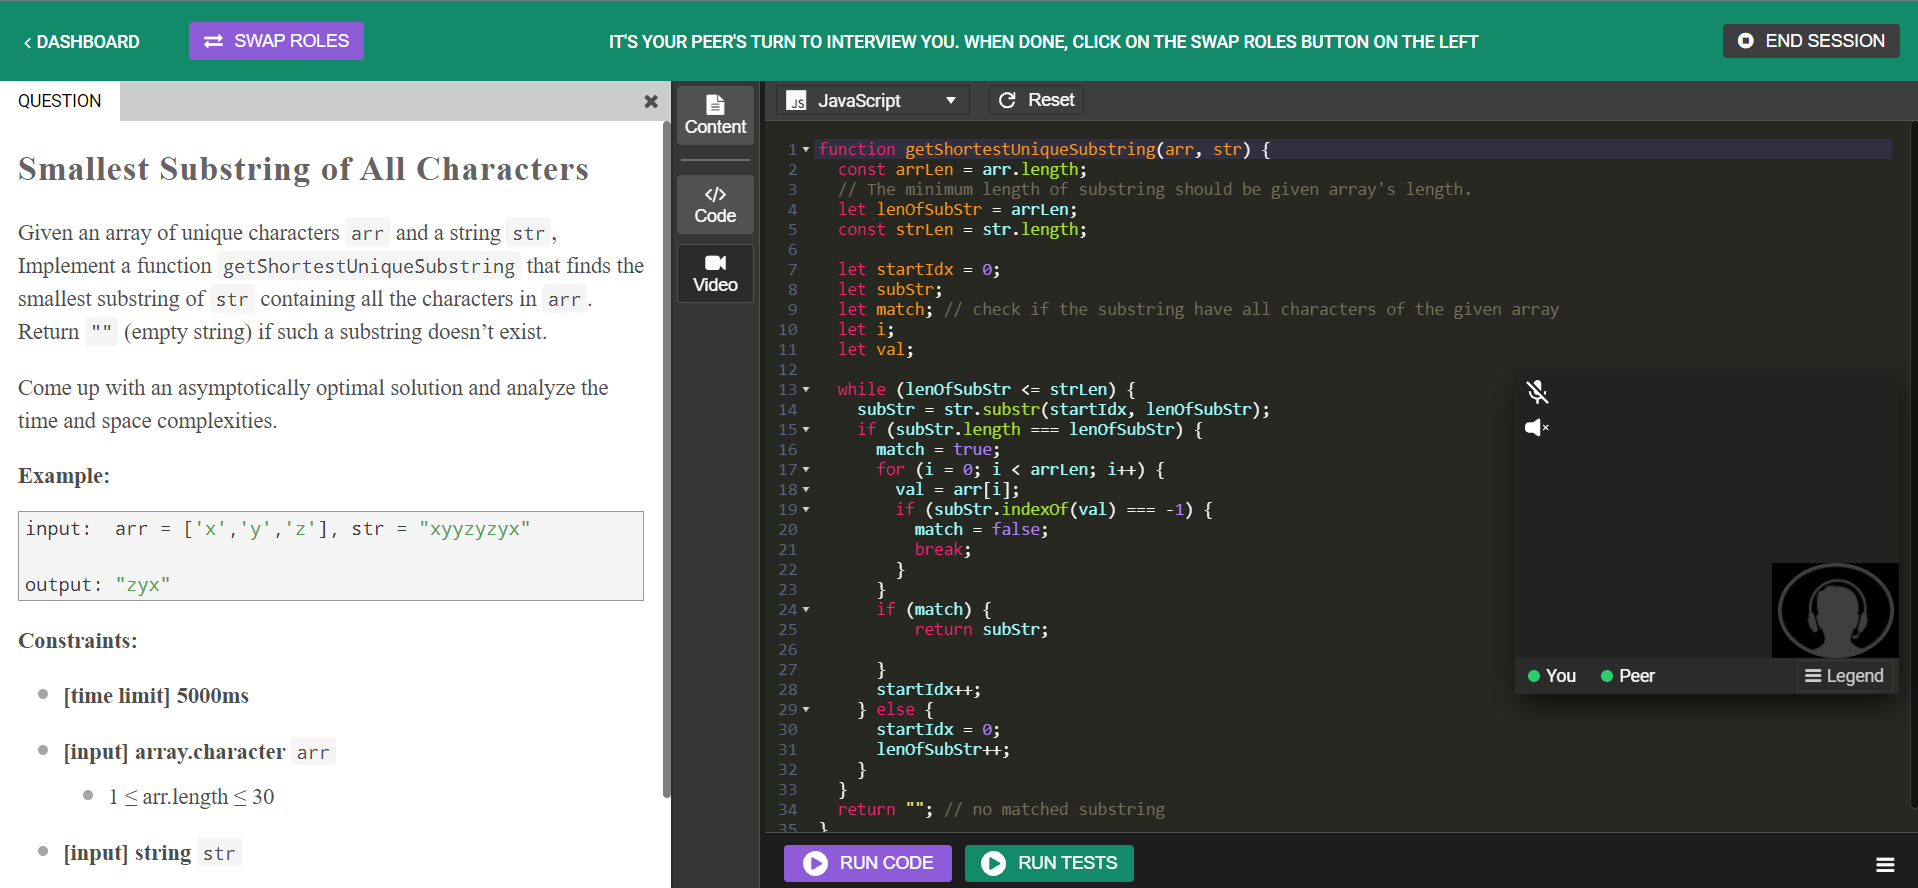 DASHBOARD
SWAP ROLES
IT'S YOUR PEER'S TURN TO INTERVIEW YOU. WHEN DONE, CLICK ON THE SWAP ROLES BUTTON ON THE LEFT
END SESSION
QUESTION
Smallest Substring of All Characters
Given an array of unique characters arr and a string str,
Implement a function getShortestUniqueSubstring that finds the
smallest substring of str containing all the characters in arr.
Return "" (empty string) if such a substring doesn’t exist.
Come up with an asymptotically optimal solution and analyze the
time and space complexities.
Example:
input:  arr = ['x','y','z'], str = "xyyzyzyx"
output: "zyx"
Constraints:
[time limit] 5000ms
[input] array.character arr
1 ≤ arr.length ≤ 30
[input] string str
Content
Code
Video
JS JavaScript
Reset
1 function getShortestUniqueSubstring(arr, str) {
2   const arrLen = arr.length;
3   // The minimum length of substring should be given array's length.
4   let lenOfSubStr = arrLen;
5   const strLen = str.length;
6
7   let startIdx = 0;
8   let subStr;
9   let match; // check if the substring have all characters of the given array
10   let i;
11   let val;
12
13   while (lenOfSubStr <= strLen) {
14     subStr = str.substr(startIdx, lenOfSubStr);
15     if (subStr.length === lenOfSubStr) {
16       match = true;
17       for (i = 0; i < arrLen; i++) {
18         val = arr[i];
19         if (subStr.indexOf(val) === -1) {
20           match = false;
21           break;
22         }
23       }
24       if (match) {
25           return subStr;
26
27       }
28       startIdx++;
29     } else {
30       startIdx = 0;
31       lenOfSubStr++;
32     }
33   }
34   return ""; // no matched substring
35 }
You
Peer
Legend
RUN CODE
RUN TESTS